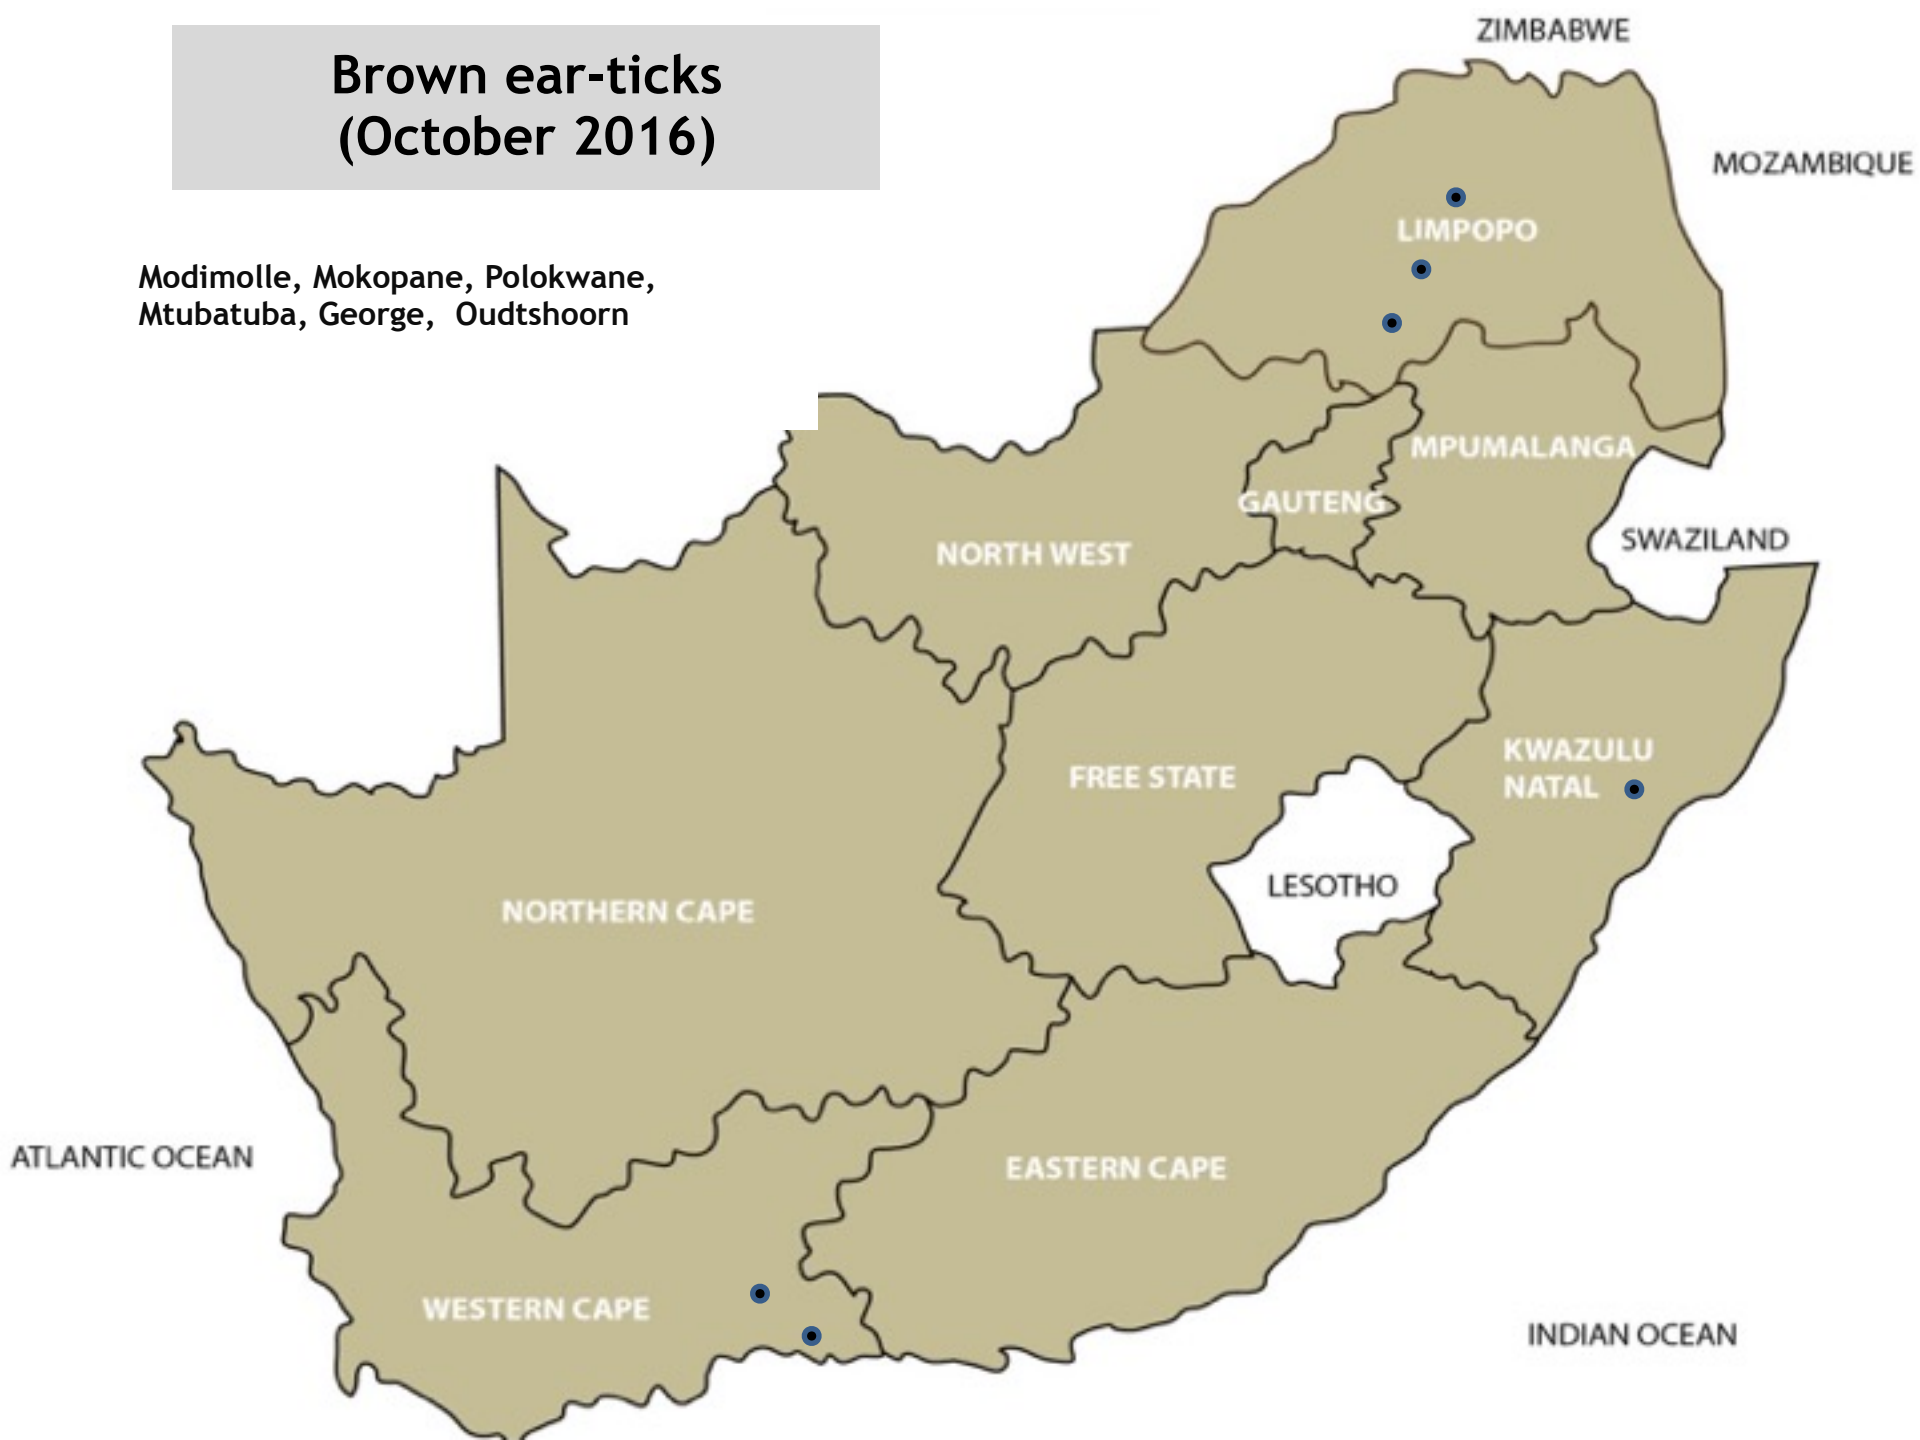 Brown ear-ticks
(October 2016)
Modimolle, Mokopane, Polokwane,
Mtubatuba, George,  Oudtshoorn
ZIMBABWE
MOZAMBIQUE
LIMPOPO
MPUMALANGA
GAUTENG
SWAZILAND
NORTH WEST
KWAZULU
NATAL
FREE STATE
LESOTHO
NORTHERN CAPE
ATLANTIC OCEAN
EASTERN CAPE
WESTERN CAPE
INDIAN OCEAN